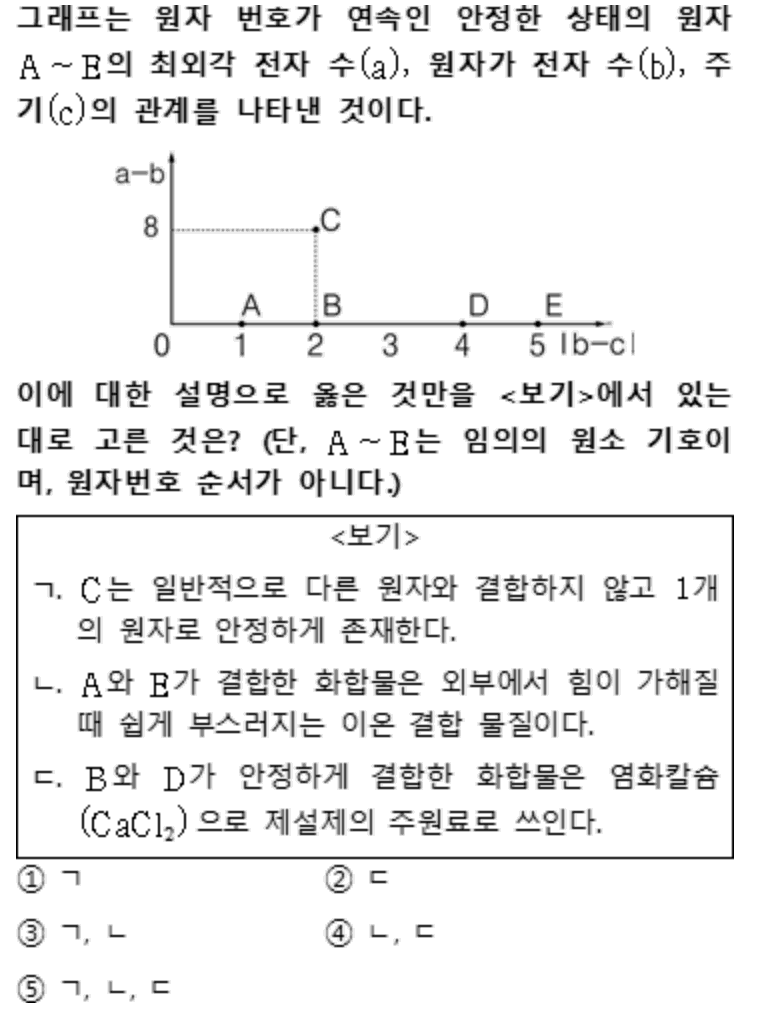 그래프는 원자 번호가 연속인 안정한 상태의 원자
A ~ E의 최외각 전자 수(a), 원자가 전자 수(b), 주
기(c)의 관계를 나타낸 것이다.
a-b
8
C
A
B
D
E
0
1
2
3
4
5
|b-c|
이에 대한 설명으로 옳은 것만을 <보기>에서 있는
대로 고른 것은? (단, A ~ E는 임의의 원소 기호이
며, 원자번호 순서가 아니다.)
<보기>
ㄱ. C는 일반적으로 다른 원자와 결합하지 않고 1개
의 원자로 안정하게 존재한다.
ㄴ. A와 E가 결합한 화합물은 외부에서 힘이 가해질
때 쉽게 부스러지는 이온 결합 물질이다.
ㄷ. B와 D가 안정하게 결합한 화합물은 염화칼슘
(CaCl₂)으로 제설제의 주원료로 쓰인다.
① ㄱ ② ㄷ
③ ㄱ, ㄴ ④ ㄴ, ㄷ
⑤ ㄱ, ㄴ, ㄷ